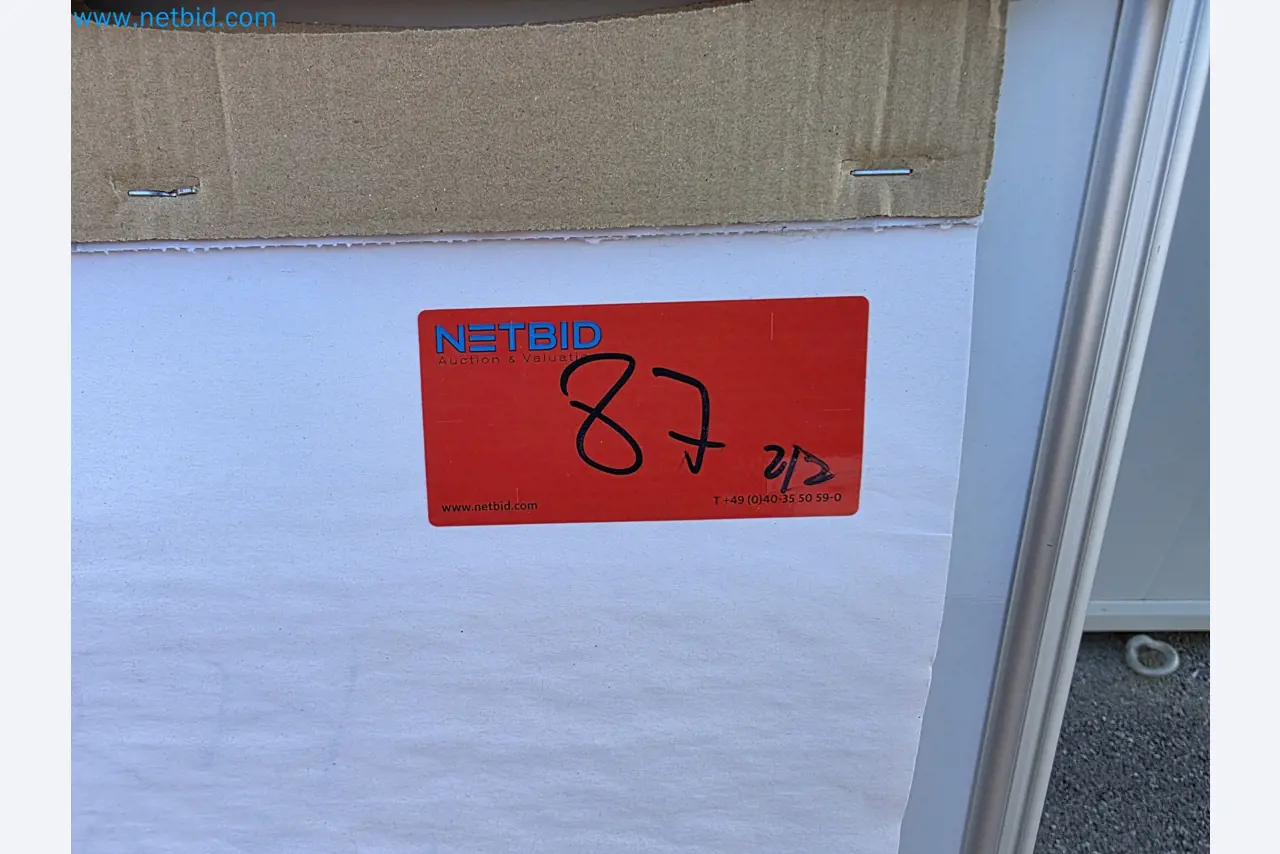 www.netbid.com
NETBID
Auction & Valuatio
87
2/2
www.netbid.com
T +49 (0)40-35 50 59-0